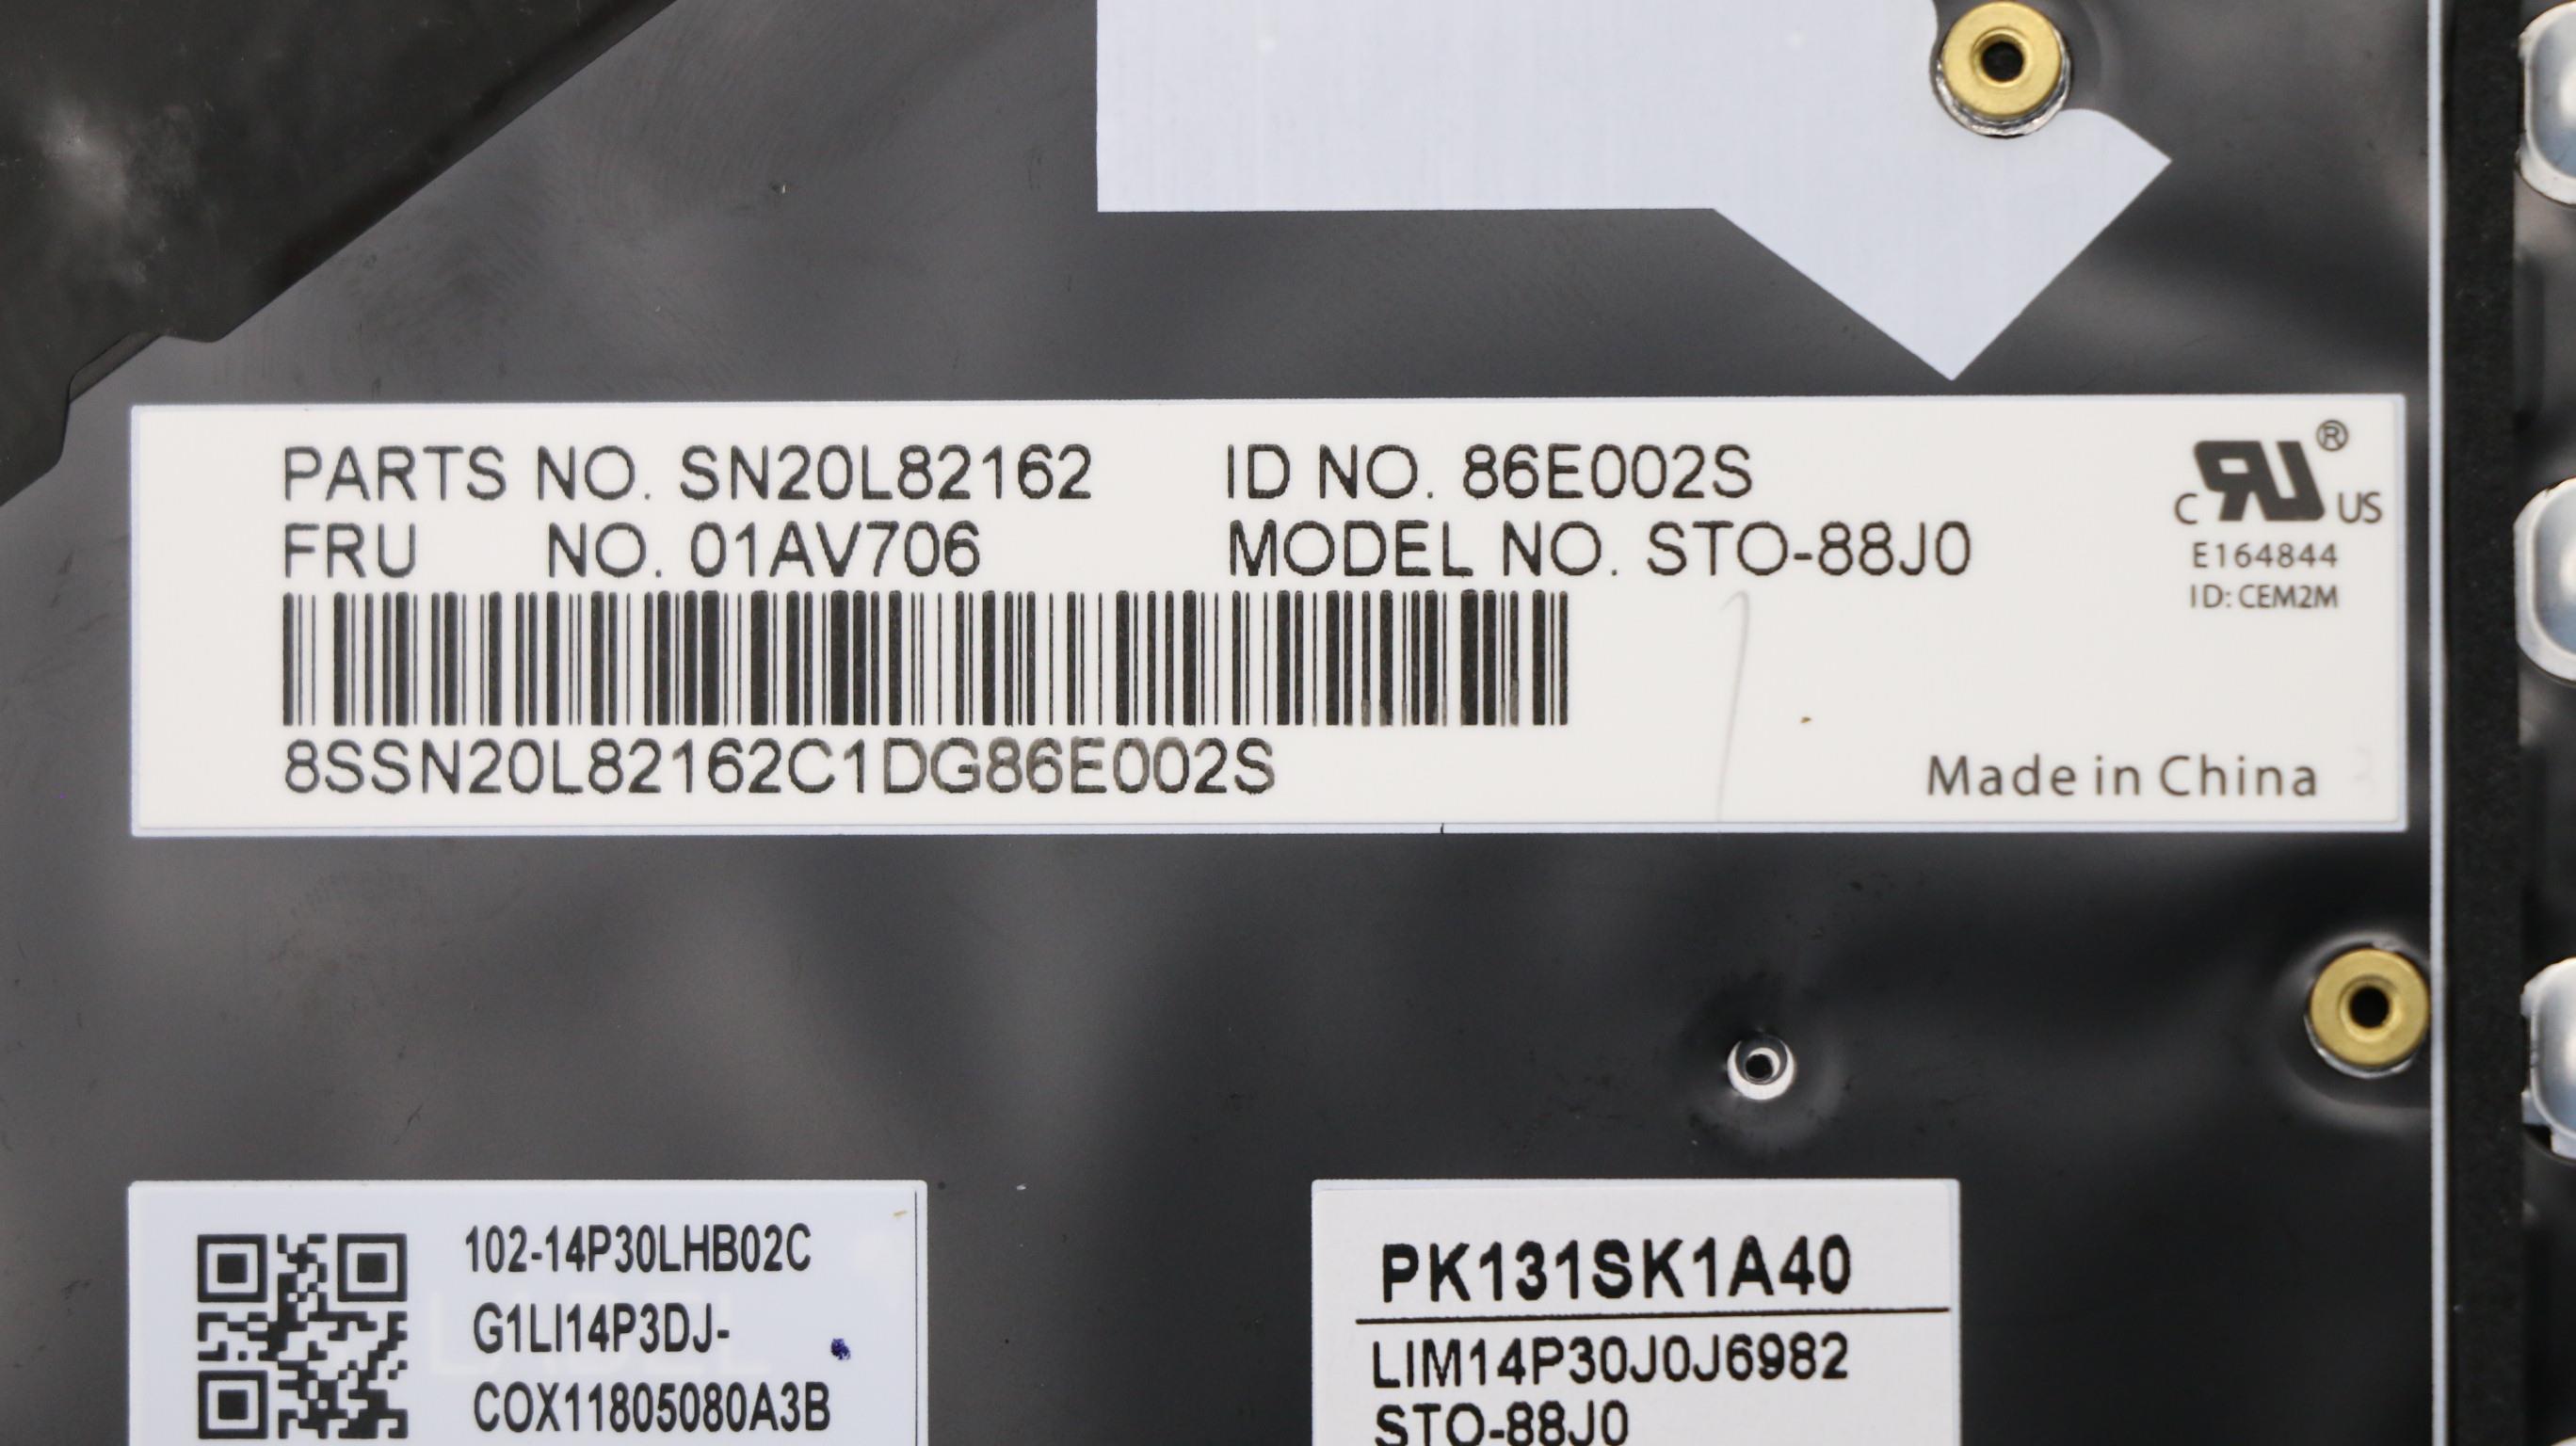 PARTS NO. SN20L82162 ID NO. 86E002S
FRU NO. 01AV706 MODEL NO. STO-88J0
8SSN20L82162C1DG86E002S
®
C US
E164844
ID: CEM2M
Made in China
102-14P30LHB02C
G1LI14P3DJ-
COX11805080A3B
PK131SK1A40
LIM14P30J0J6982
STO-88J0